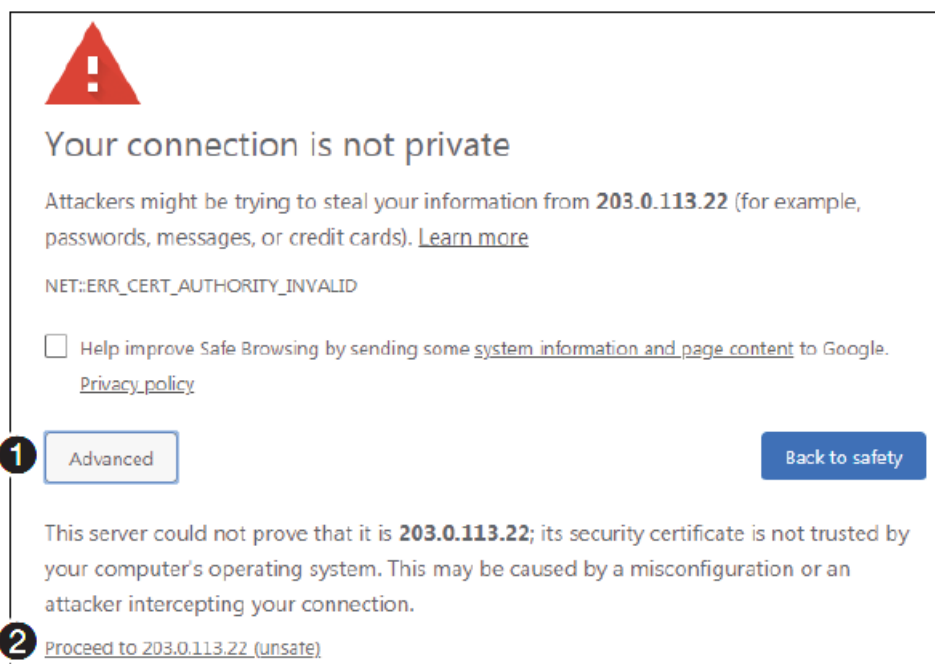 !
Your connection is not private
Attackers might be trying to steal your information from 203.0.113.22 (for example,
passwords, messages, or credit cards). Learn more
NET::ERR_CERT_AUTHORITY_INVALID
Help improve Safe Browsing by sending some system information and page content to Google.
Privacy policy
1 Advanced Back to safety
This server could not prove that it is 203.0.113.22; its security certificate is not trusted by
your computer's operating system. This may be caused by a misconfiguration or an
attacker intercepting your connection.
2 Proceed to 203.0.113.22 (unsafe)